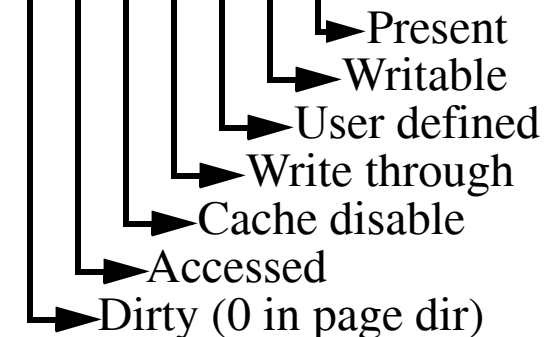 Present
Writable
User defined
Write through
Cache disable
Accessed
Dirty (0 in page dir)